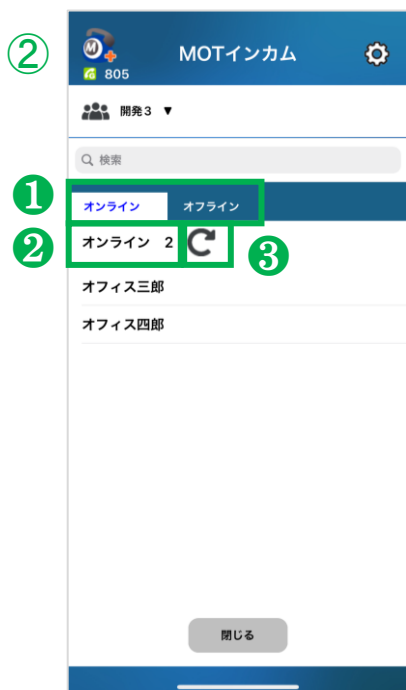 ②
M
805
MOTインカム
開発3 ▼
検索
❶
オンライン オフライン
❷
オンライン 2
❸
オフィス三郎
オフィス四郎
閉じる